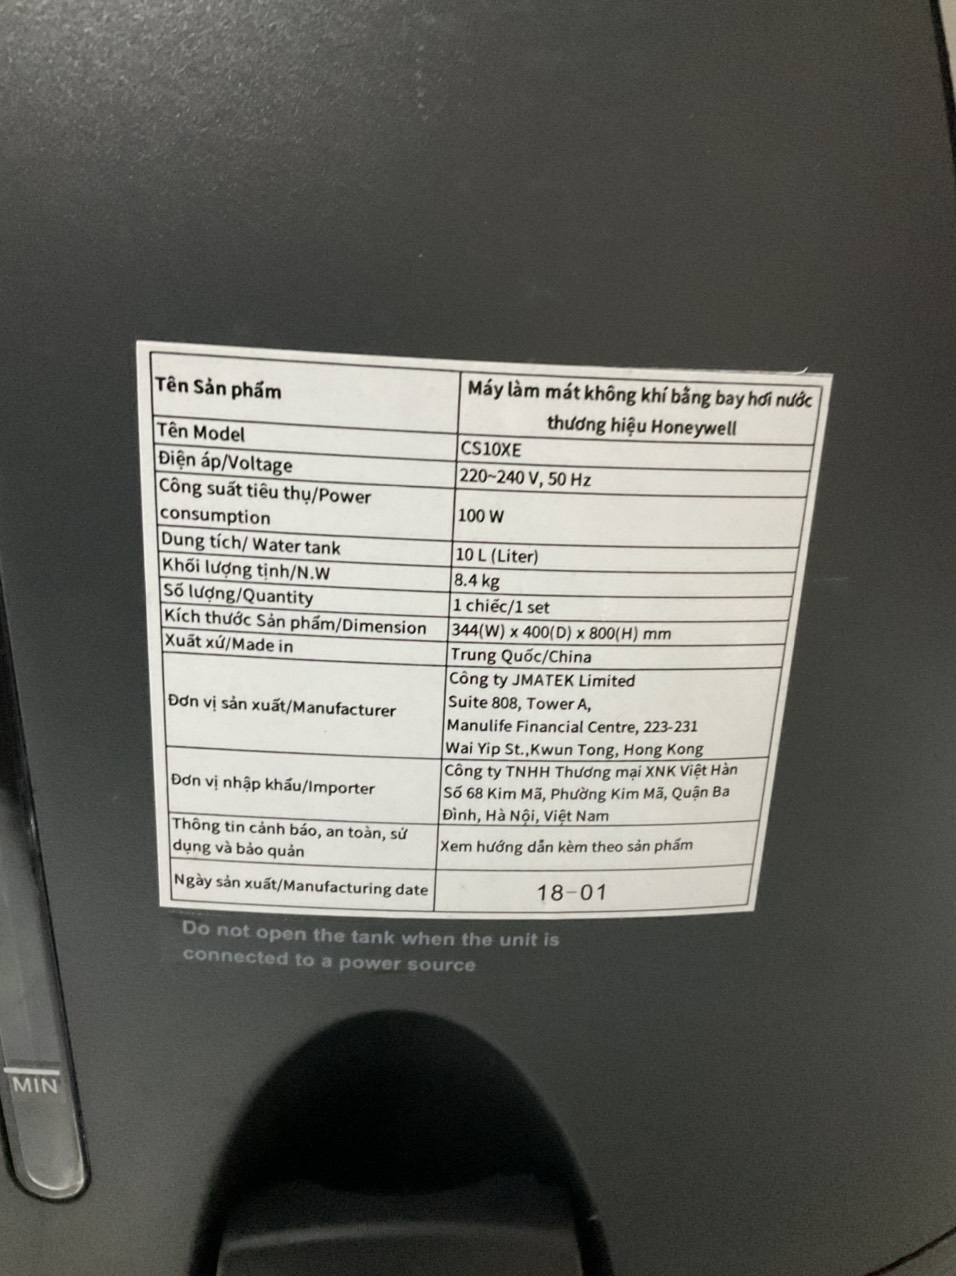 Tên Sản phẩm
Máy làm mát không khí bằng bay hơi nước
thương hiệu Honeywell
Tên Model
CS10XE
Điện áp/Voltage
220~240 V, 50 Hz
Công suất tiêu thụ/Power
consumption
100 W
Dung tích/ Water tank
10 L (Liter)
Khối lượng tịnh/N.W
8.4 kg
Số lượng/Quantity
1 chiếc/1 set
Kích thước Sản phẩm/Dimension
344(W) x 400(D) x 800(H) mm
Xuất xứ/Made in
Trung Quốc/China
Đơn vị sản xuất/Manufacturer
Công ty JMATEK Limited
Suite 808, Tower A,
Manulife Financial Centre, 223-231
Wai Yip St.,Kwun Tong, Hong Kong
Đơn vị nhập khẩu/Importer
Công ty TNHH Thương mại XNK Việt Hàn
Số 68 Kim Mã, Phường Kim Mã, Quận Ba
Đình, Hà Nội, Việt Nam
Thông tin cảnh báo, an toàn, sử
dụng và bảo quản
Xem hướng dẫn kèm theo sản phẩm
Ngày sản xuất/Manufacturing date
18-01
Do not open the tank when the unit is
connected to a power source
MIN